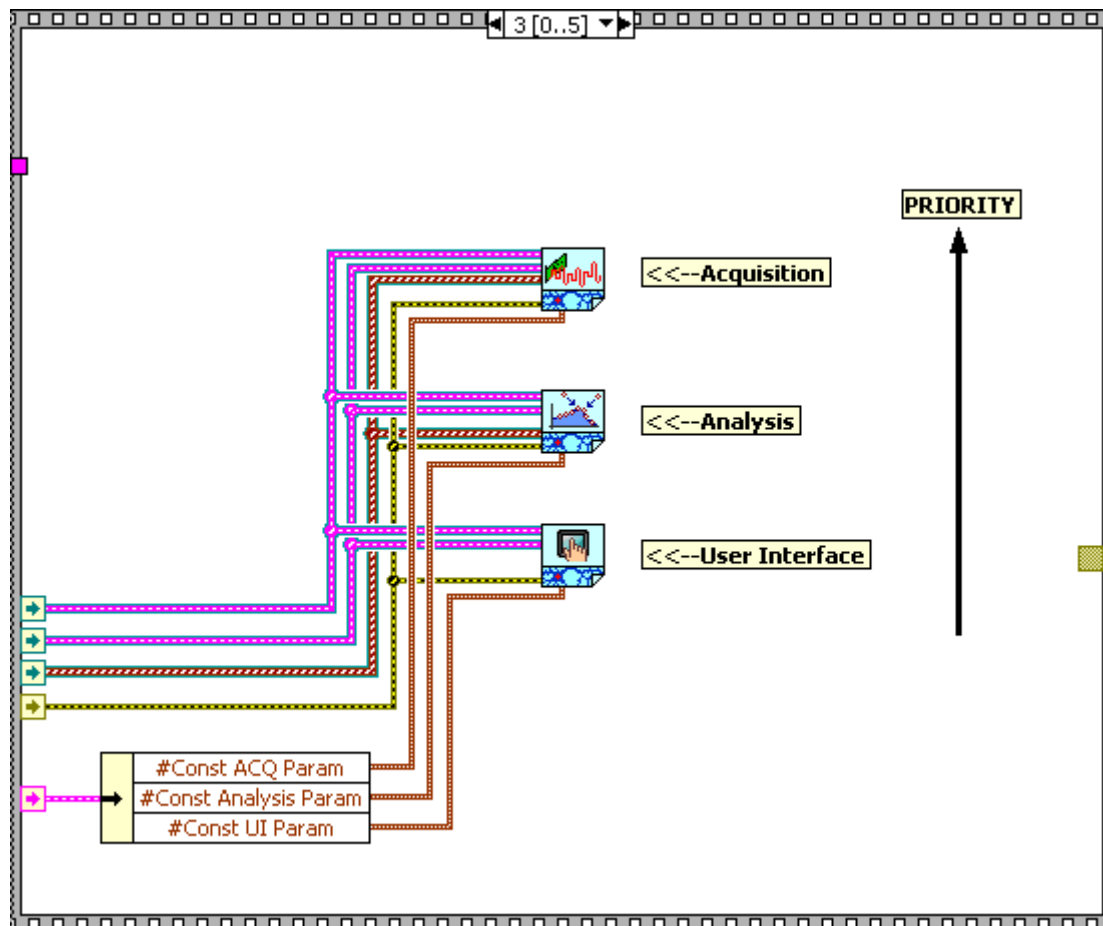 3 [0..5]
PRIORITY
<<--Acquisition
<<--Analysis
<<--User Interface
#Const ACQ Param
#Const Analysis Param
#Const UI Param